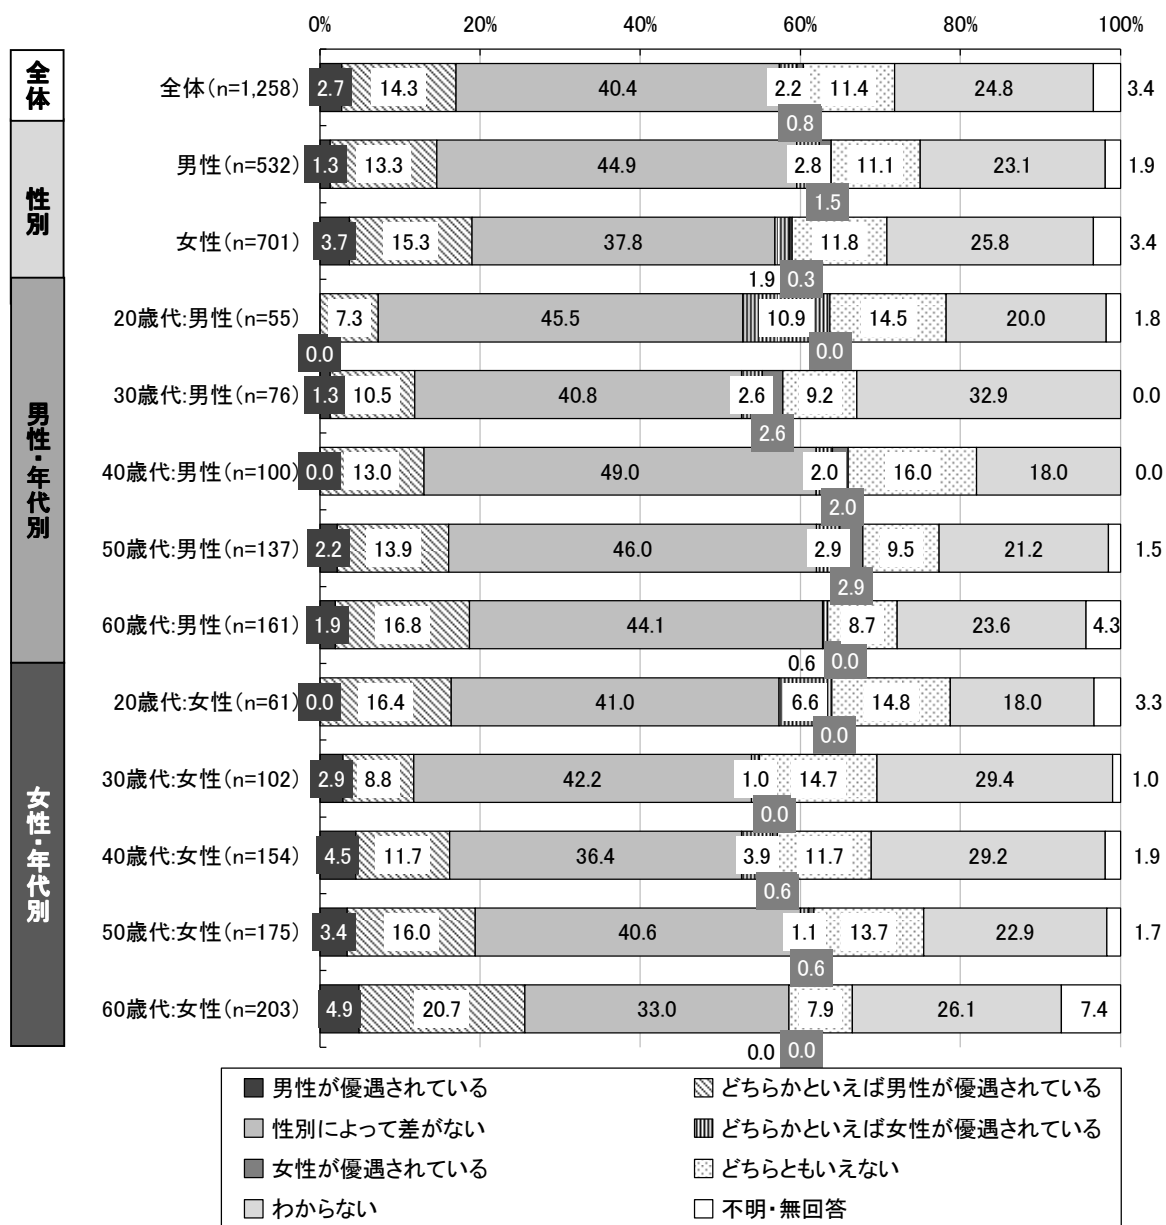 0% 20% 40% 60% 80% 100%
全体
全体(n=1,258) 2.7 14.3 40.4 2.2 0.8 11.4 24.8 3.4
性別
男性(n=532) 1.3 13.3 44.9 2.8 1.5 11.1 23.1 1.9
女性(n=701) 3.7 15.3 37.8 1.9 0.3 11.8 25.8 3.4
男性・年代別
20歳代:男性(n=55) 0.0 7.3 45.5 10.9 0.0 14.5 20.0 1.8
30歳代:男性(n=76) 1.3 10.5 40.8 2.6 2.6 9.2 32.9 0.0
40歳代:男性(n=100) 0.0 13.0 49.0 2.0 2.0 16.0 18.0 0.0
50歳代:男性(n=137) 2.2 13.9 46.0 2.9 2.9 9.5 21.2 1.5
60歳代:男性(n=161) 1.9 16.8 44.1 0.6 0.0 8.7 23.6 4.3
女性・年代別
20歳代:女性(n=61) 0.0 16.4 41.0 6.6 0.0 14.8 18.0 3.3
30歳代:女性(n=102) 2.9 8.8 42.2 1.0 0.0 14.7 29.4 1.0
40歳代:女性(n=154) 4.5 11.7 36.4 3.9 0.6 11.7 29.2 1.9
50歳代:女性(n=175) 3.4 16.0 40.6 1.1 0.6 13.7 22.9 1.7
60歳代:女性(n=203) 4.9 20.7 33.0 0.0 0.0 7.9 26.1 7.4
男性が優遇されている
どちらかといえば男性が優遇されている
性別によって差がない
どちらかといえば女性が優遇されている
女性が優遇されている
どちらともいえない
わからない
不明・無回答